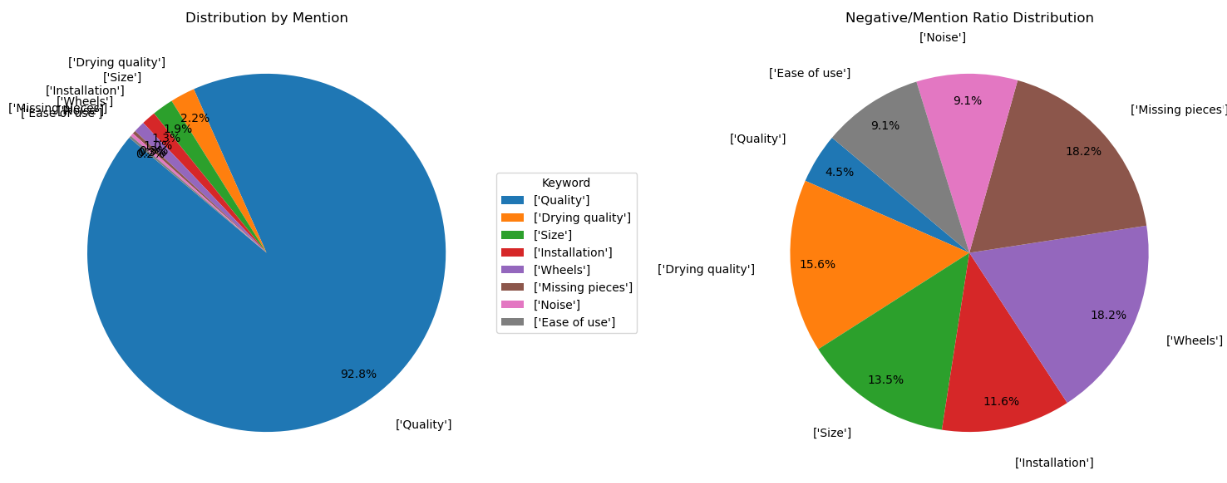 Distribution by Mention
['Drying quality']
['Size']
['Installation']
['Wheels']
['Missing pieces']
['Ease of use']
2.2%
1.9%
1.3%
1.0%
0.2%
92.8%
['Quality']
Keyword
['Quality']
['Drying quality']
['Size']
['Installation']
['Wheels']
['Missing pieces']
['Noise']
['Ease of use']
Negative/Mention Ratio Distribution
['Noise']
['Ease of use']
['Missing pieces']
['Quality']
9.1%
9.1%
18.2%
4.5%
['Drying quality']
15.6%
18.2%
['Wheels']
13.5%
11.6%
['Size']
['Installation']